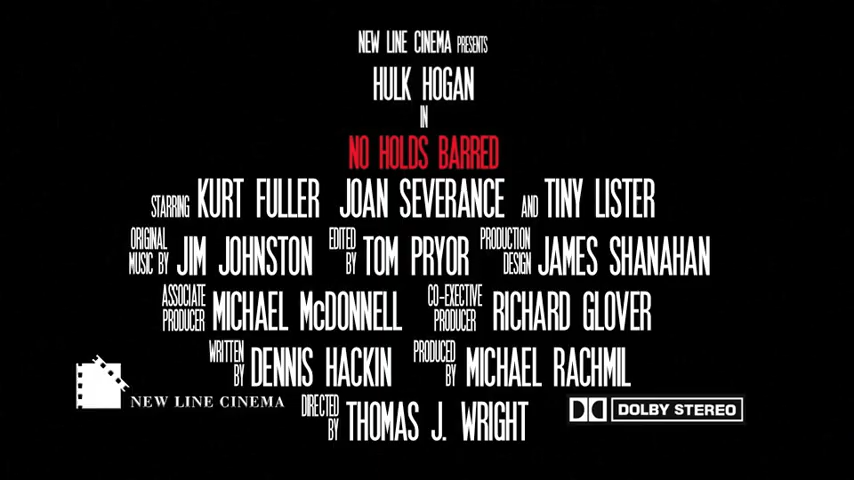 NEW LINE CINEMA PRESENTS
HULK HOGAN
IN
NO HOLDS BARRED
STARRING KURT FULLER JOAN SEVERANCE AND TINY LISTER
ORIGINAL MUSIC BY JIM JOHNSTON EDITED BY TOM PRYOR PRODUCTION DESIGN JAMES SHANAHAN
ASSOCIATE PRODUCER MICHAEL McDONNELL CO-EXECTIVE PRODUCER RICHARD GLOVER
WRITTEN BY DENNIS HACKIN PRODUCED BY MICHAEL RACHMIL
NEW LINE CINEMA DIRECTED BY THOMAS J. WRIGHT DOLBY STEREO